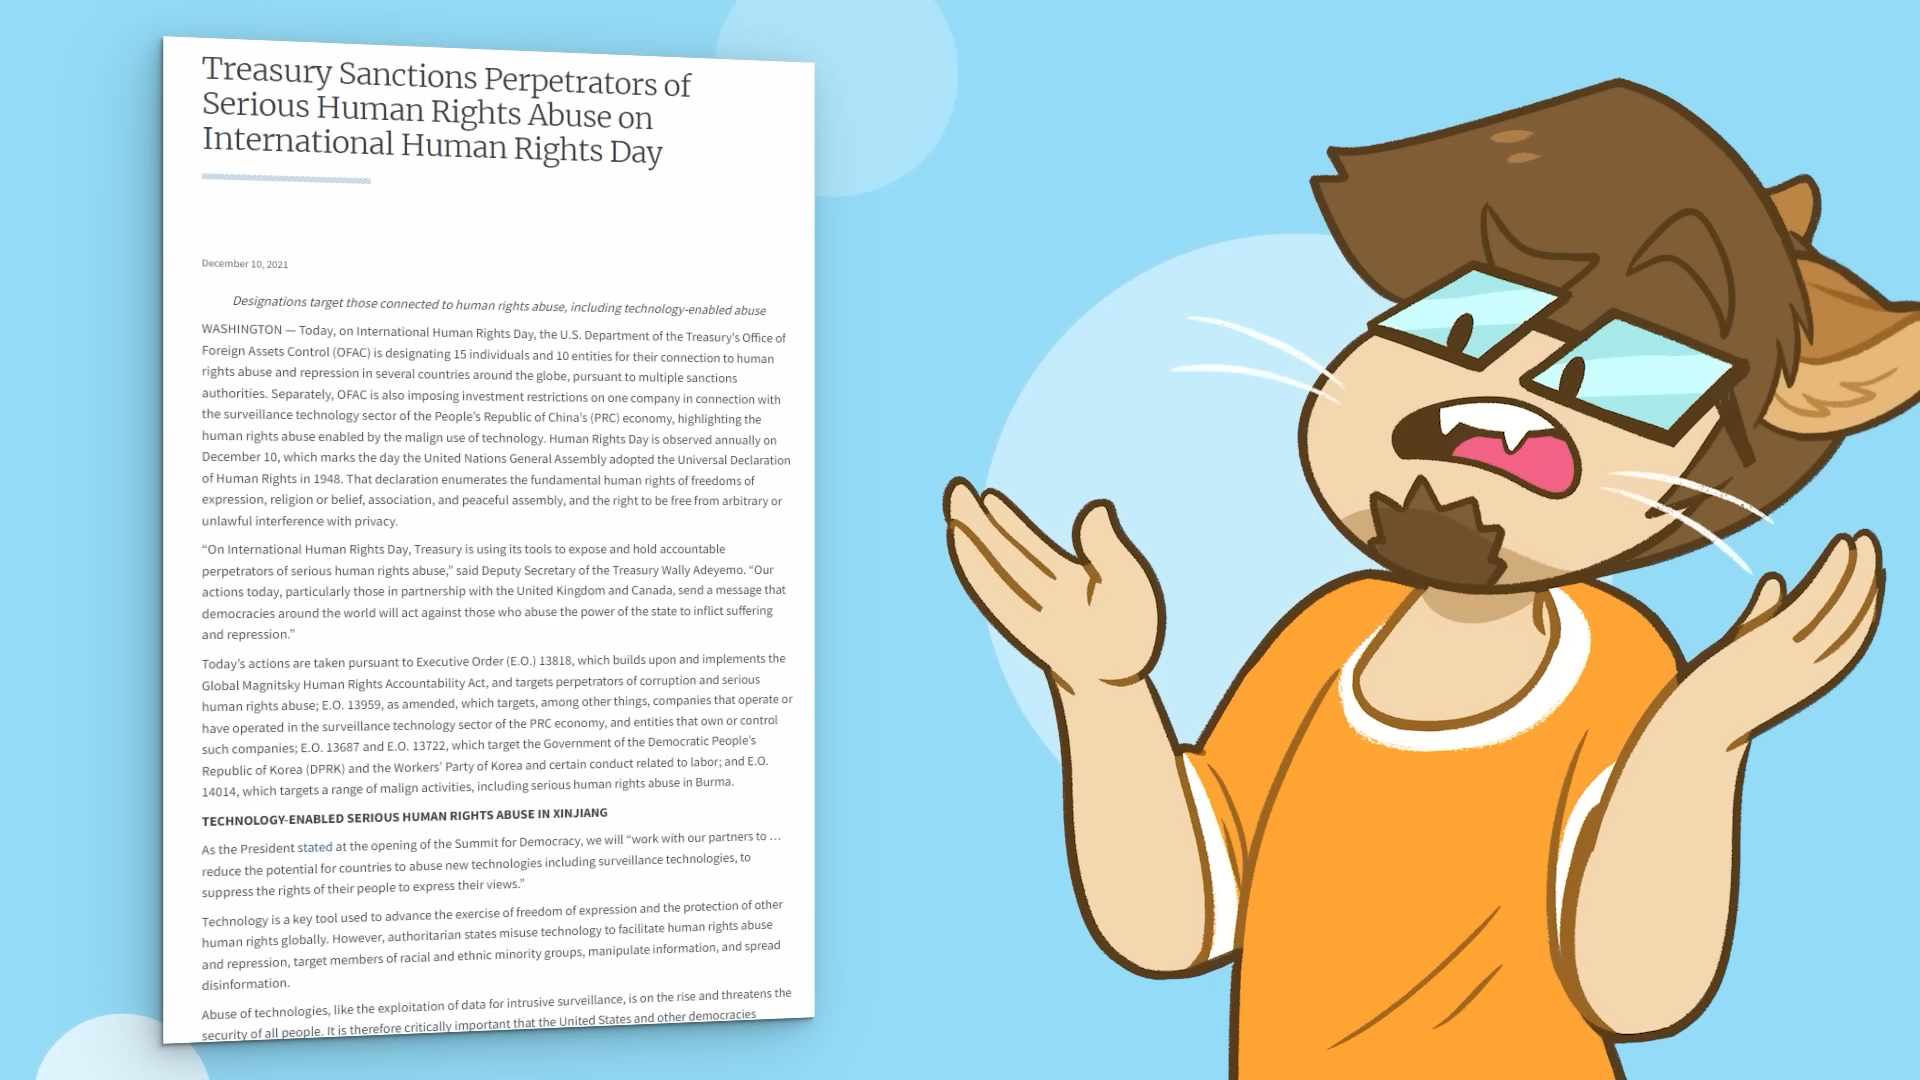 Treasury Sanctions Perpetrators of
Serious Human Rights Abuse on
International Human Rights Day
December 10, 2021
Designations target those connected to human rights abuse, including technology-enabled abuse
WASHINGTON — Today, on International Human Rights Day, the U.S. Department of the Treasury’s Office of
Foreign Assets Control (OFAC) is designating 15 individuals and 10 entities for their connection to human
rights abuse and repression in several countries around the globe, pursuant to multiple sanctions
authorities. Separately, OFAC is also imposing investment restrictions on one company in connection with
the surveillance technology sector of the People’s Republic of China’s (PRC) economy, highlighting the
human rights abuse enabled by the malign use of technology. Human Rights Day is observed annually on
December 10, which marks the day the United Nations General Assembly adopted the Universal Declaration
of Human Rights in 1948. That declaration enumerates the fundamental human rights of freedoms of
expression, religion or belief, association, and peaceful assembly, and the right to be free from arbitrary or
unlawful interference with privacy.
“On International Human Rights Day, Treasury is using its tools to expose and hold accountable
perpetrators of serious human rights abuse,” said Deputy Secretary of the Treasury Wally Adeyemo. “Our
actions today, particularly those in partnership with the United Kingdom and Canada, send a message that
democracies around the world will act against those who abuse the power of the state to inflict suffering
and repression.”
Today’s actions are taken pursuant to Executive Order (E.O.) 13818, which builds upon and implements the
Global Magnitsky Human Rights Accountability Act, and targets perpetrators of corruption and serious
human rights abuse; E.O. 13959, as amended, which targets, among other things, companies that operate or
have operated in the surveillance technology sector of the PRC economy, and entities that own or control
such companies; E.O. 13687 and E.O. 13722, which target the Government of the Democratic People’s
Republic of Korea (DPRK) and the Workers’ Party of Korea and certain conduct related to labor; and E.O.
14014, which targets a range of malign activities, including serious human rights abuse in Burma.
TECHNOLOGY-ENABLED SERIOUS HUMAN RIGHTS ABUSE IN XINJIANG
As the President stated at the opening of the Summit for Democracy, we will “work with our partners to …
reduce the potential for countries to abuse new technologies including surveillance technologies, to
suppress the rights of their people to express their views.”
Technology is a key tool used to advance the exercise of freedom of expression and the protection of other
human rights globally. However, authoritarian states misuse technology to facilitate human rights abuse
and repression, target members of racial and ethnic minority groups, manipulate information, and spread
disinformation.
Abuse of technologies, like the exploitation of data for intrusive surveillance, is on the rise and threatens the
security of all people. It is therefore critically important that the United States and other democracies